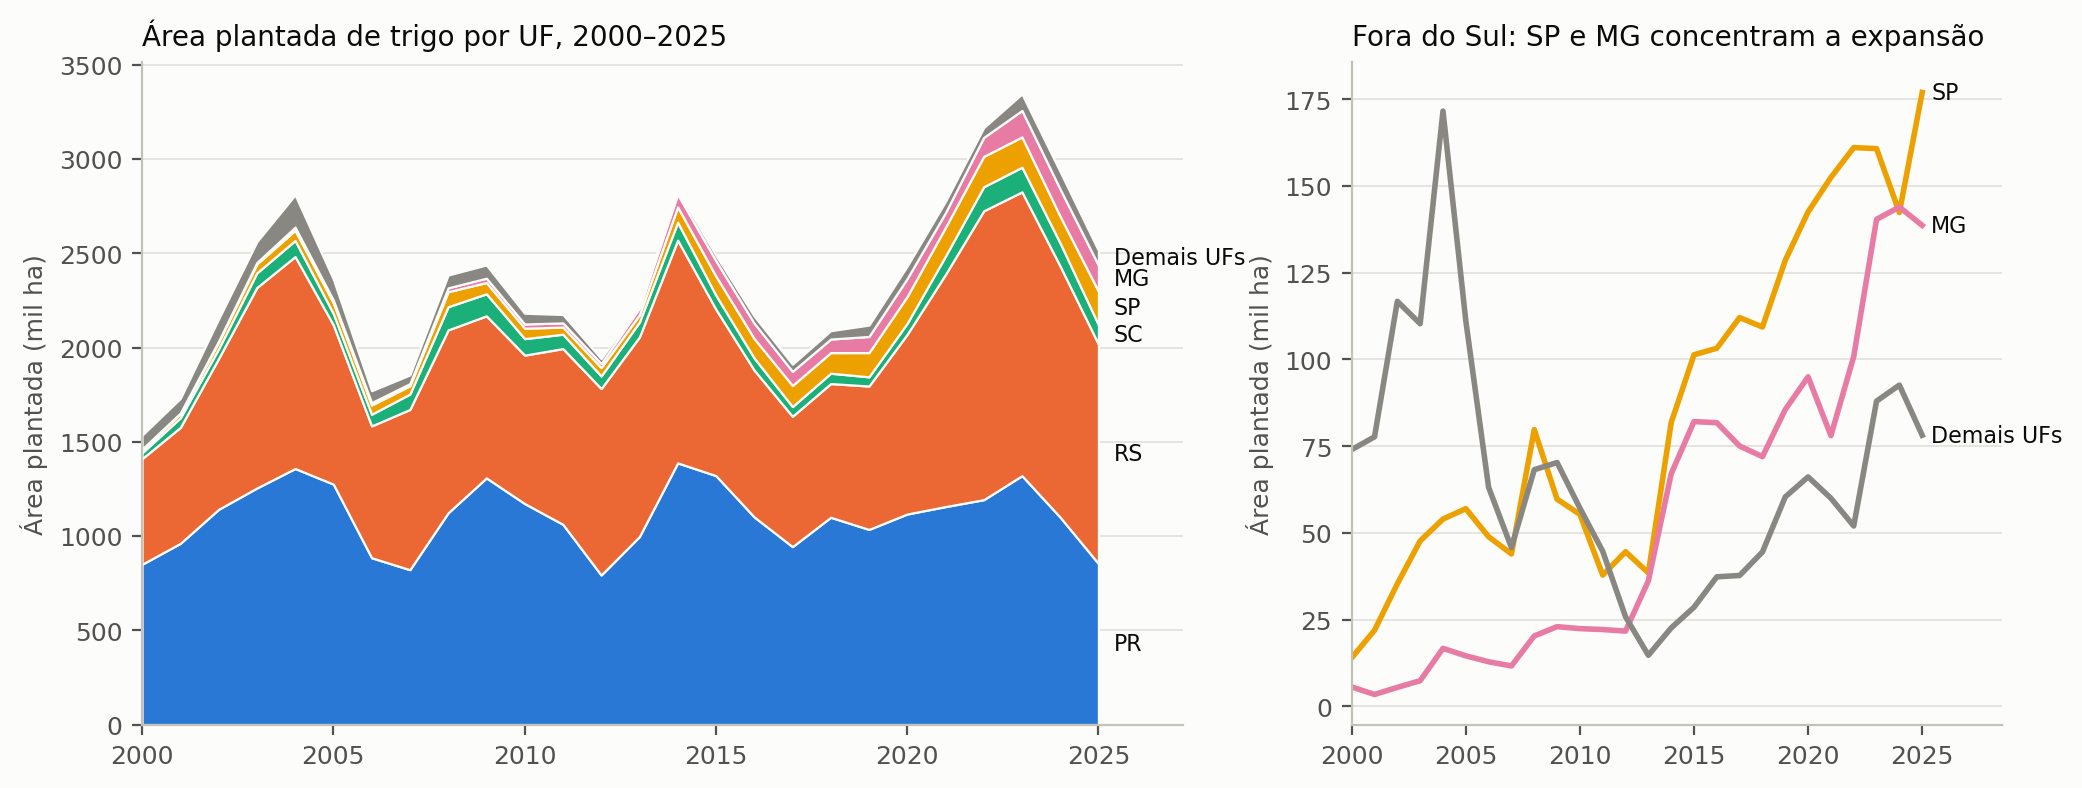 Área plantada de trigo por UF, 2000–2025
Área plantada (mil ha)
3500
3000
2500
2000
1500
1000
500
0
2000
2005
2010
2015
2020
2025
Demais UFs
MG
SP
SC
RS
PR
Fora do Sul: SP e MG concentram a expansão
Área plantada (mil ha)
175
150
125
100
75
50
25
0
2000
2005
2010
2015
2020
2025
SP
MG
Demais UFs